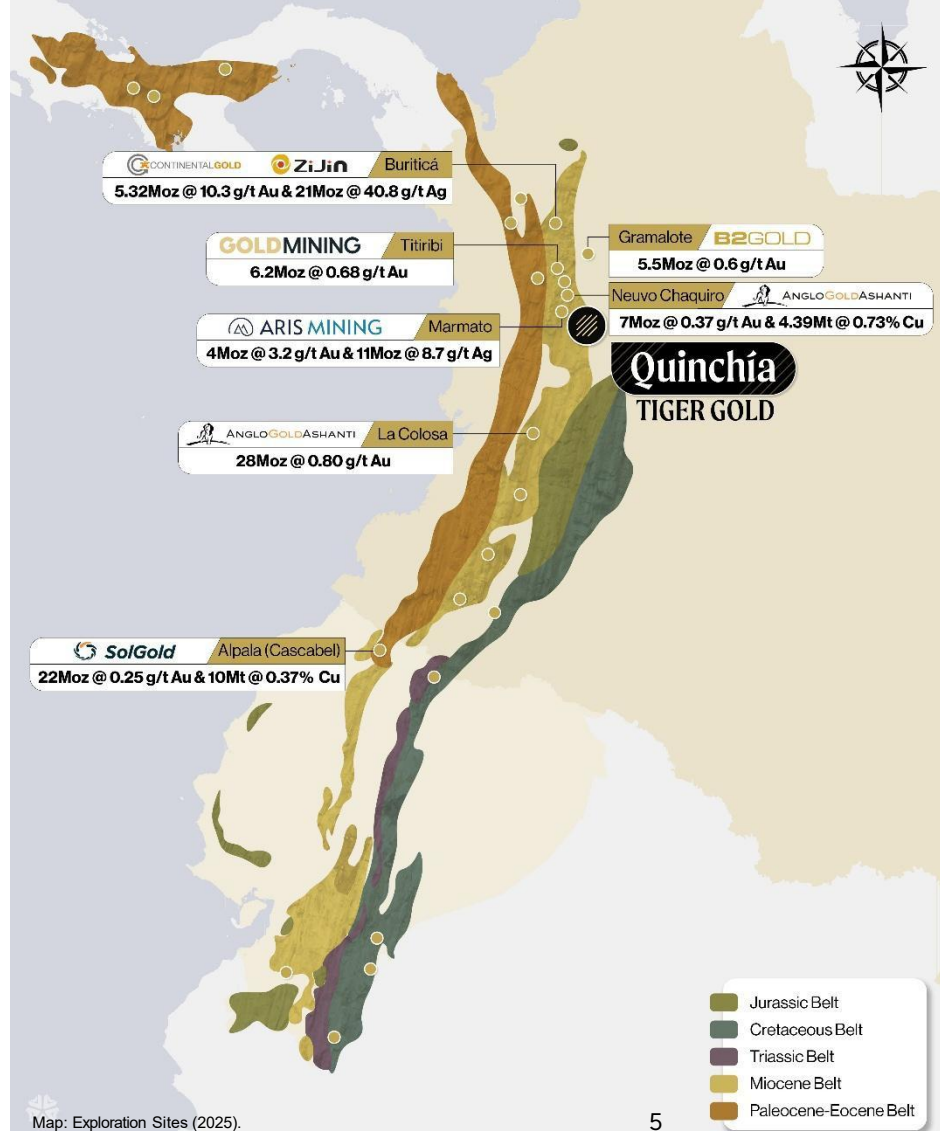 CONTINENTALGOLD ZiJin Buriticá
5.32Moz @ 10.3 g/t Au & 21Moz @ 40.8 g/t Ag
GOLDMINING Titiribi
6.2Moz @ 0.68 g/t Au
Gramalote B2GOLD
5.5Moz @ 0.6 g/t Au
Neuvo Chaquiro ANGLOGOLDASHANTI
7Moz @ 0.37 g/t Au & 4.39Mt @ 0.73% Cu
ARIS MINING Marmato
4Moz @ 3.2 g/t Au & 11Moz @ 8.7 g/t Ag
Quinchía
TIGER GOLD
ANGLOGOLDASHANTI La Colosa
28Moz @ 0.80 g/t Au
SolGold Alpala (Cascabel)
22Moz @ 0.25 g/t Au & 10Mt @ 0.37% Cu
Jurassic Belt
Cretaceous Belt
Triassic Belt
Miocene Belt
Paleocene-Eocene Belt
Map: Exploration Sites (2025).
5